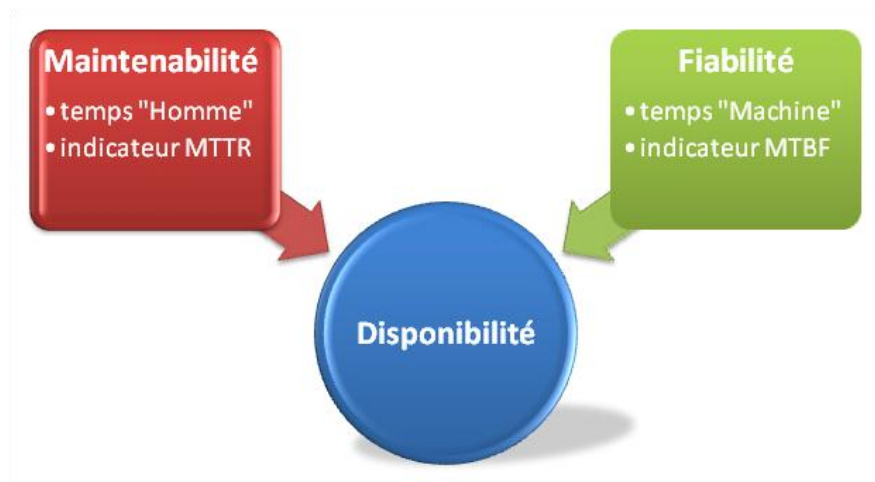 Maintenabilité
• temps "Homme"
• indicateur MTTR
Fiabilité
• temps "Machine"
• indicateur MTBF
Disponibilité